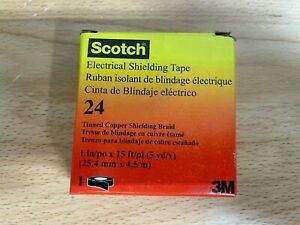 Scotch
Electrical Shielding Tape
Ruban isolant de blindage électrique
Cinta de Blindaje eléctrico
24
Tinned Copper Shielding Braid
Tresse de blindage en cuivre étamé
Trenza para blindaje de cobre estañado
1 in/po x 15 ft/pi (5 yd/v)
(25,4 mm x 4,5 m)
1
3M